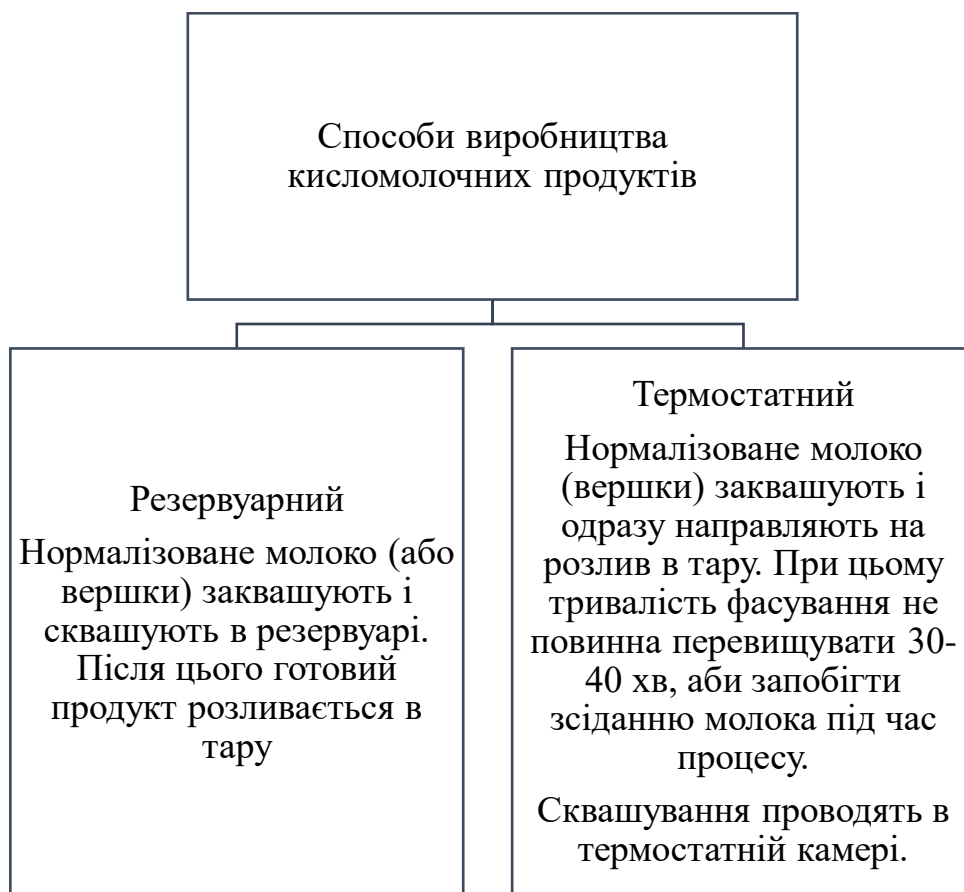 Способи виробництва
кисломолочних продуктів
Резервуарний
Нормалізоване молоко (або
вершки) заквашують і
сквашують в резервуарі.
Після цього готовий
продукт розливається в
тару
Термостатний
Нормалізоване молоко
(вершки) заквашують і
одразу направляють на
розлив в тару. При цьому
тривалість фасування не
повинна перевищувати 30-
40 хв, аби запобігти
зсіданню молока під час
процесу.
Сквашування проводять в
термостатній камері.